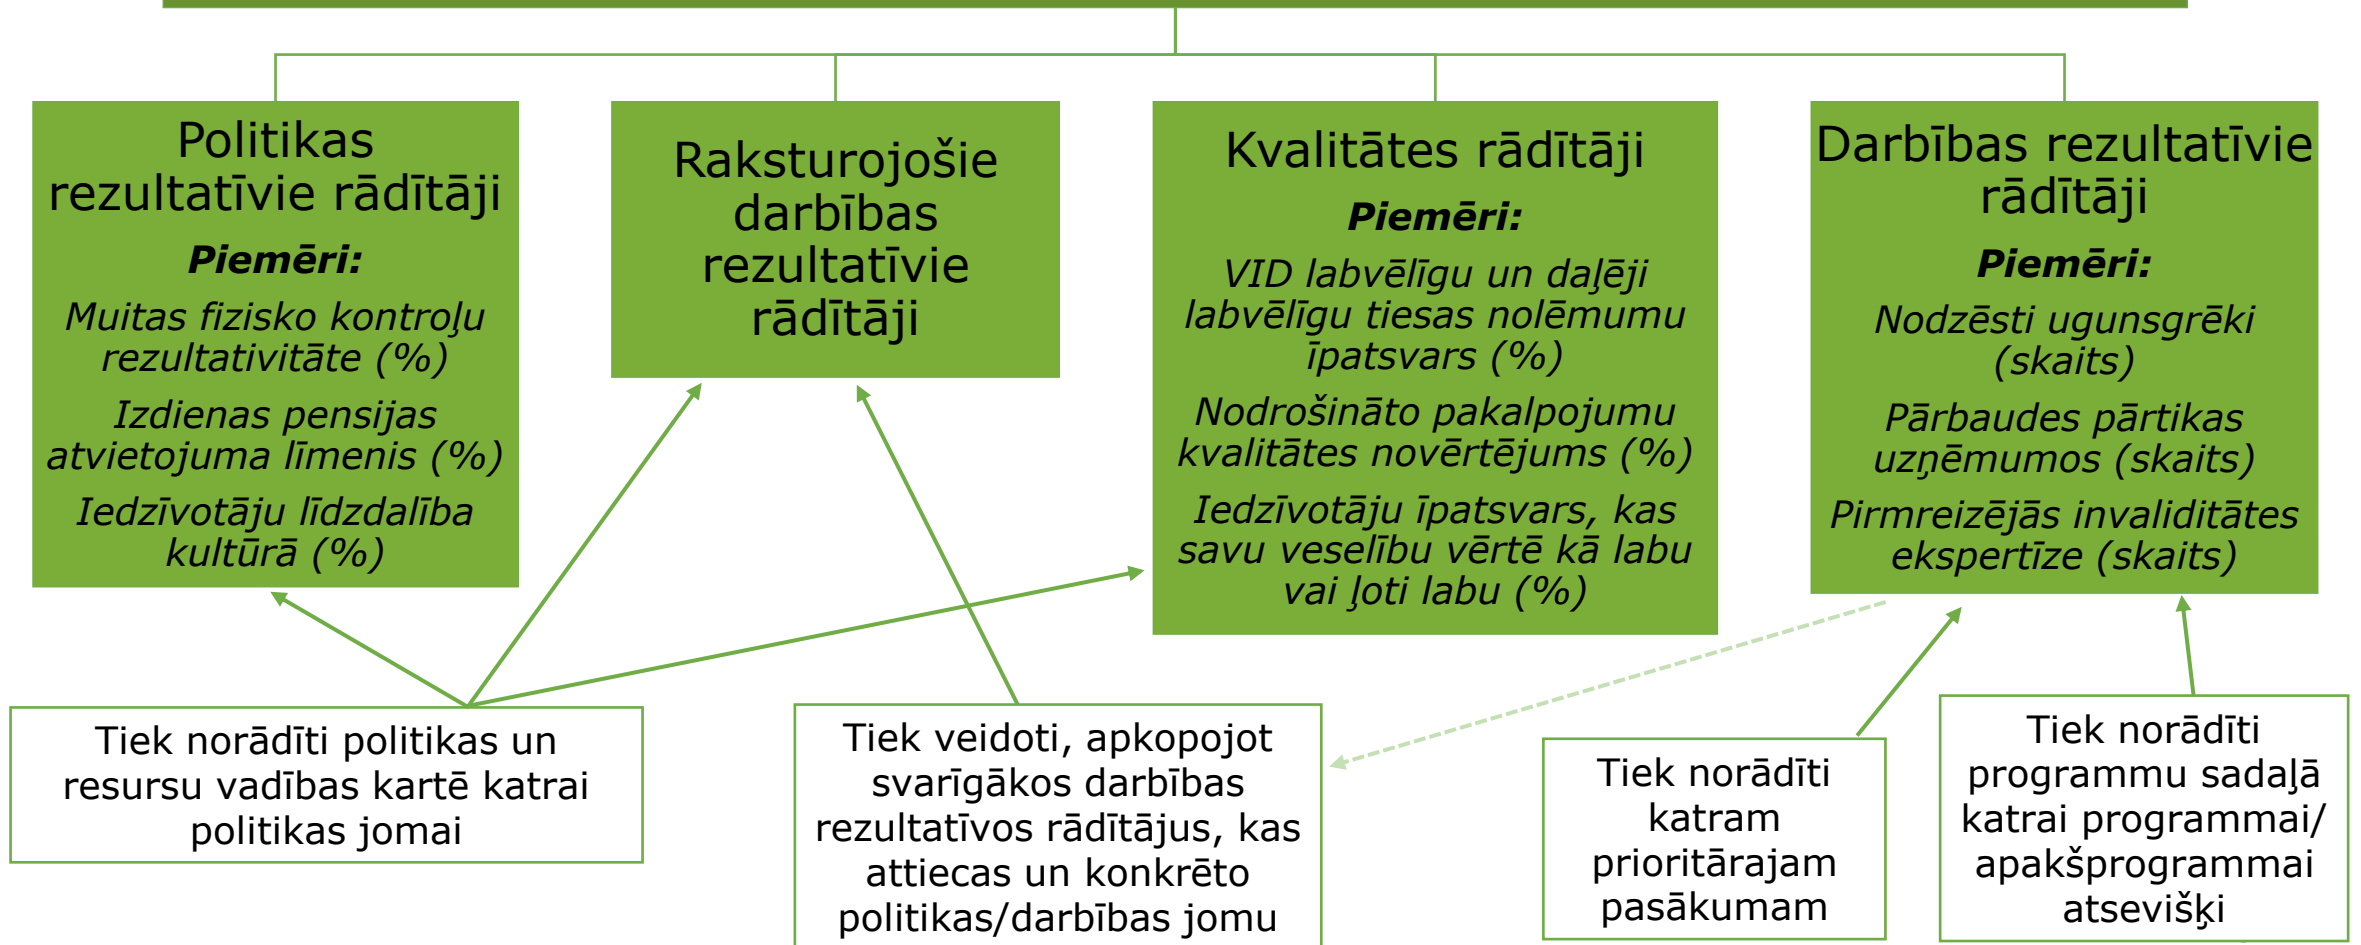 Politikas
rezultatīvie rādītāji
Piemēri:
Muitas fizisko kontroļu
rezultativitāte (%)
Izdienas pensijas
atvietojuma līmenis (%)
Iedzīvotāju līdzdalība
kultūrā (%)
Raksturojošie
darbības
rezultatīvie
rādītāji
Kvalitātes rādītāji
Piemēri:
VID labvēlīgu un daļēji
labvēlīgu tiesas nolēmumu
īpatsvars (%)
Nodrošināto pakalpojumu
kvalitātes novērtējums (%)
Iedzīvotāju īpatsvars, kas
savu veselību vērtē kā labu
vai ļoti labu (%)
Darbības rezultatīvie
rādītāji
Piemēri:
Nodzēsti ugunsgrēki
(skaits)
Pārbaudes pārtikas
uzņēmumos (skaits)
Pirmreizējās invaliditātes
ekspertīze (skaits)
Tiek norādīti politikas un
resursu vadības kartē katrai
politikas jomai
Tiek veidoti, apkopojot
svarīgākos darbības
rezultatīvos rādītājus, kas
attiecas un konkrēto
politikas/darbības jomu
Tiek norādīti
katram
prioritārajam
pasākumam
Tiek norādīti
programmu sadaļā
katrai programmai/
apakšprogrammai
atsevišķi